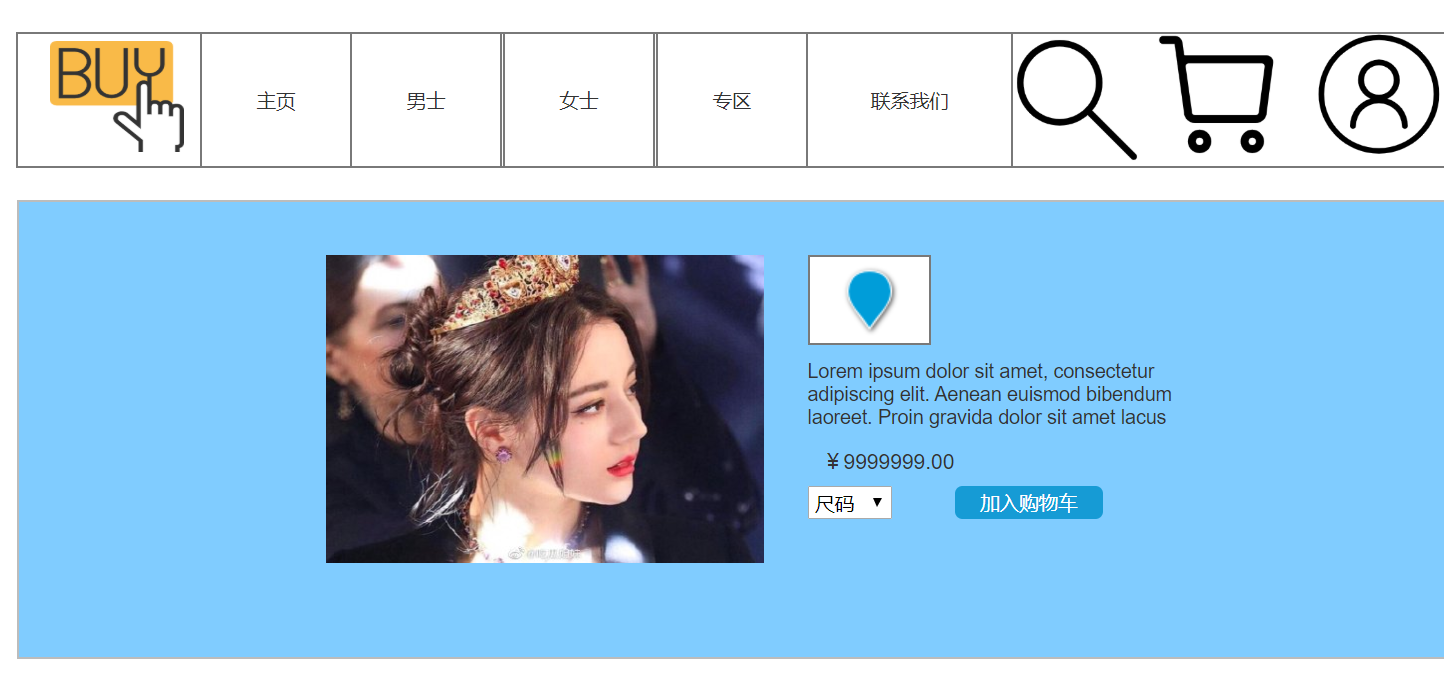 BUY
主页
男士
女士
专区
联系我们
Lorem ipsum dolor sit amet, consectetur
adipiscing elit. Aenean euismod bibendum
laoreet. Proin gravida dolor sit amet lacus
￥9999999.00
尺码 ▼
加入购物车